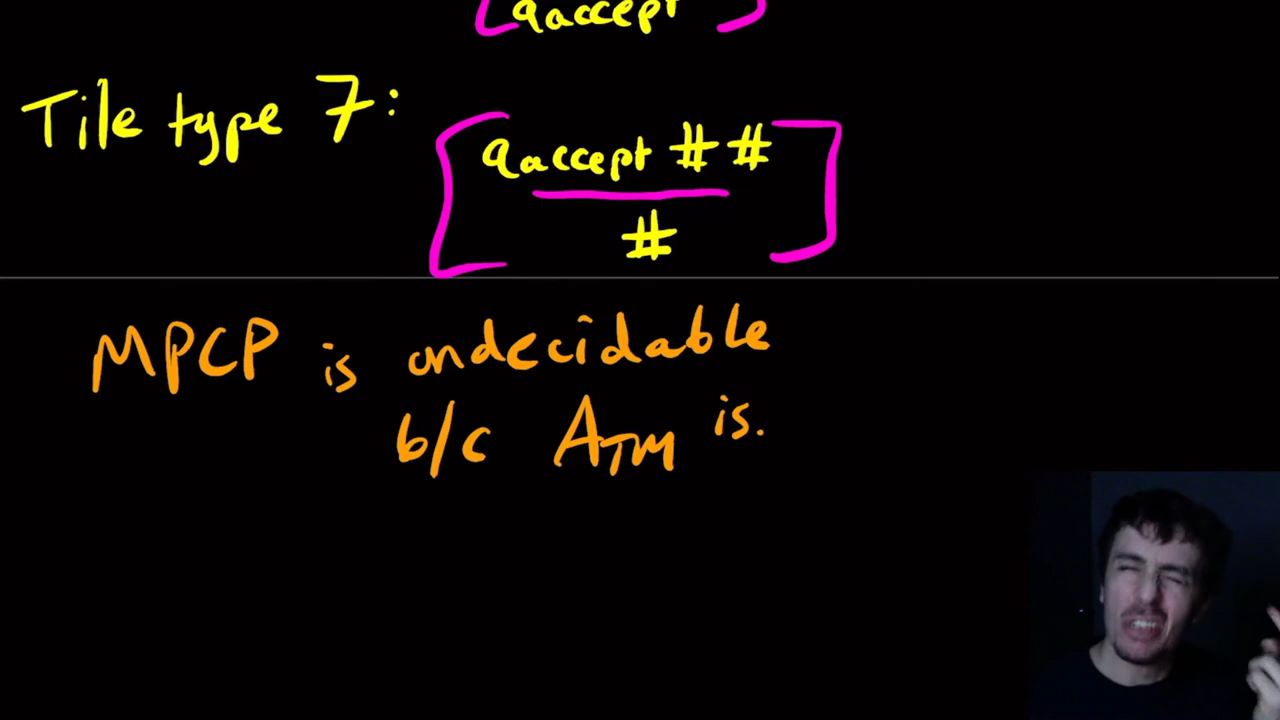 qaccept
Tile type 7:
qaccept # #
#
MPCP is undecidable
b/c ATM is.